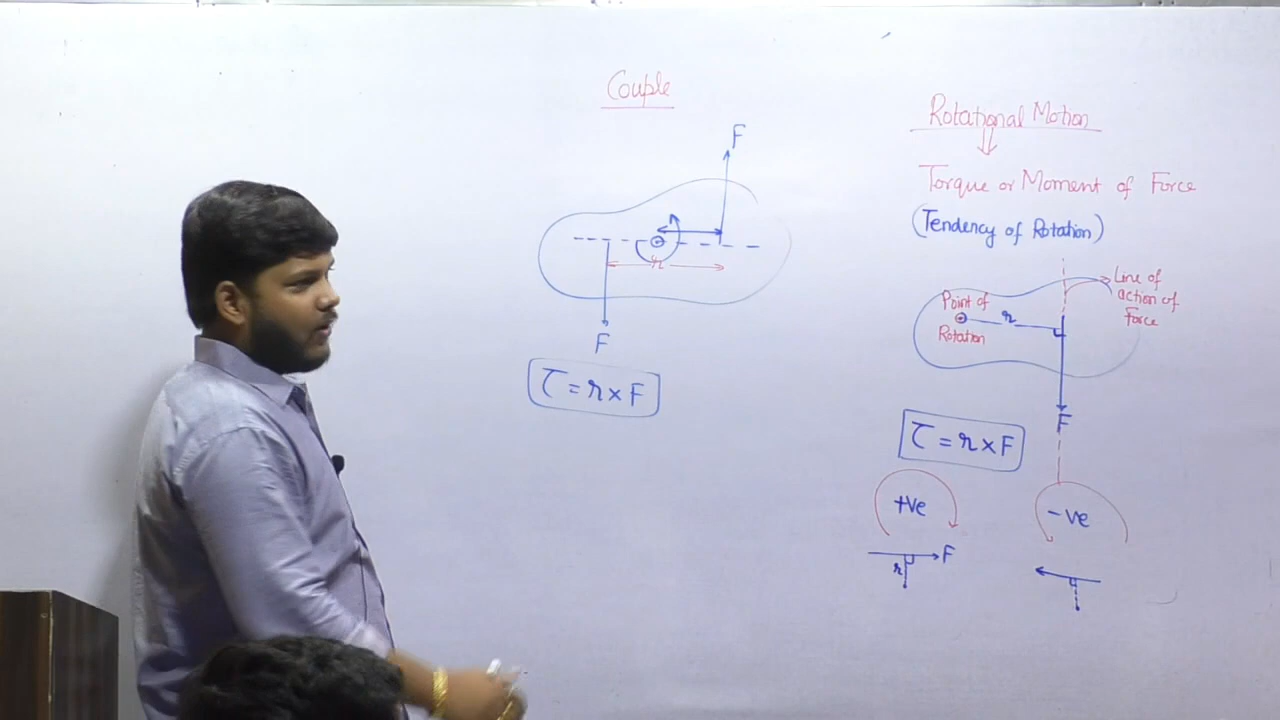 Couple
F
r
F
τ = r × F
Rotational Motion
Torque or Moment of Force
(Tendency of Rotation)
Line of
action of
Force
Point of
Rotation
r
F
τ = r × F
+ve
F
r
-ve